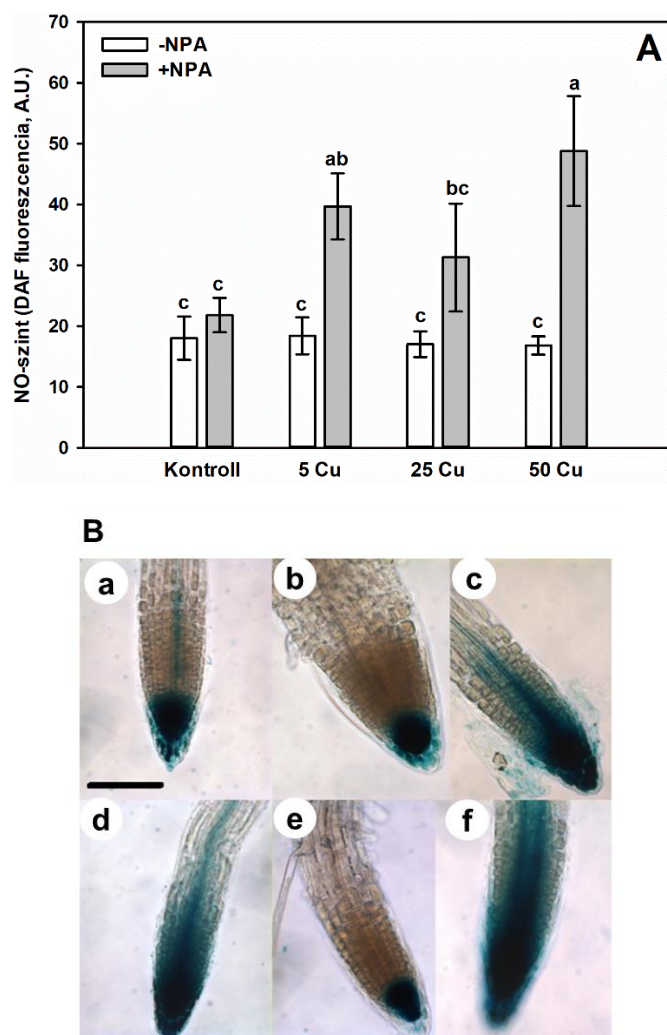 70
-NPA
+NPA
A
60
a
50
ab
40
bc
30
c c
c
c
c
20
10
0
NO-szint (DAF fluoreszcencia, A.U.)
Kontroll 5 Cu 25 Cu 50 Cu
B
a b c
d e f